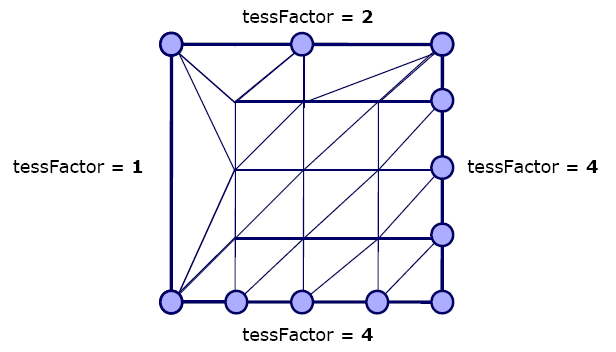 tessFactor = 2
tessFactor = 1
tessFactor = 4
tessFactor = 4